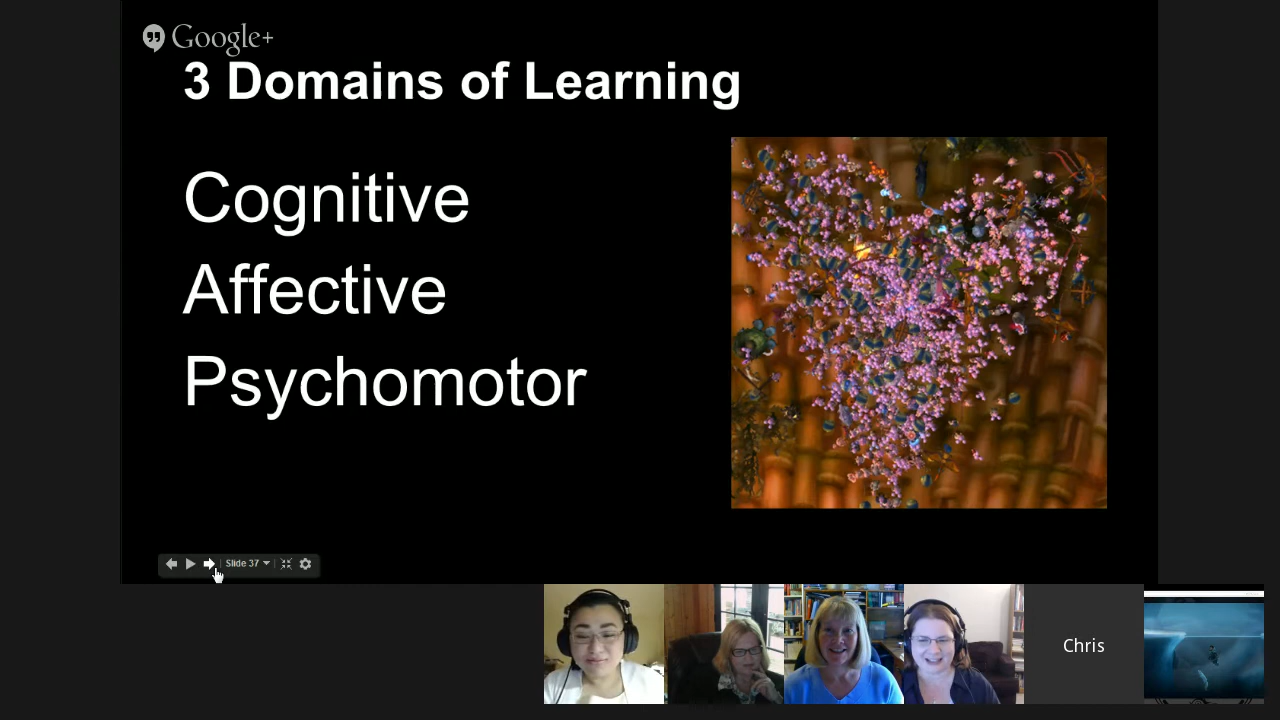 Google+
3 Domains of Learning
Cognitive
Affective
Psychomotor
Slide 37
Chris